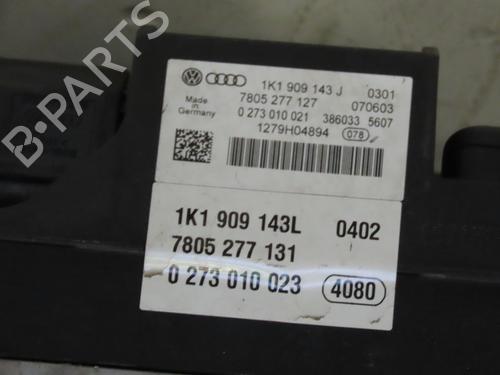 1K1 909 143 J 0301
Made in Germany 7805 277 127 070603
0 273 010 021 386033 5607
1279H04894 078
1K1 909 143L 0402
7805 277 131
0 273 010 023 4080